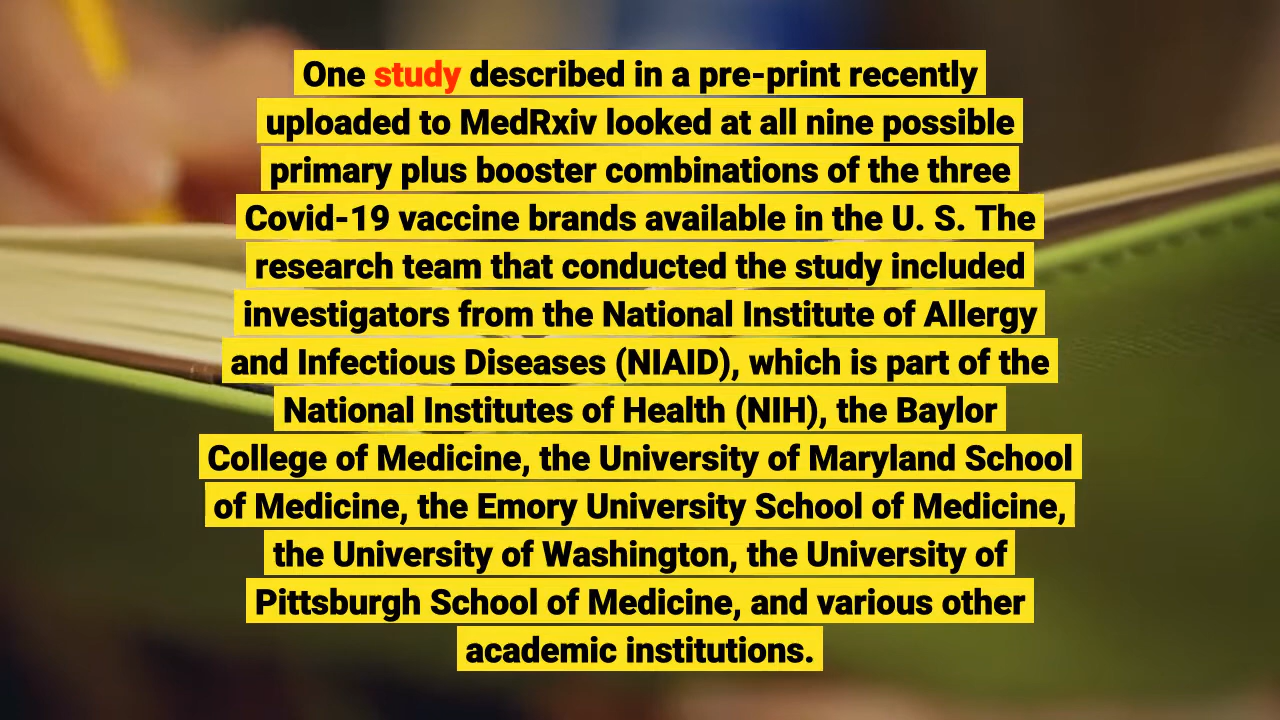 One study described in a pre-print recently
uploaded to MedRxiv looked at all nine possible
primary plus booster combinations of the three
Covid-19 vaccine brands available in the U. S. The
research team that conducted the study included
investigators from the National Institute of Allergy
and Infectious Diseases (NIAID), which is part of the
National Institutes of Health (NIH), the Baylor
College of Medicine, the University of Maryland School
of Medicine, the Emory University School of Medicine,
the University of Washington, the University of
Pittsburgh School of Medicine, and various other
academic institutions.